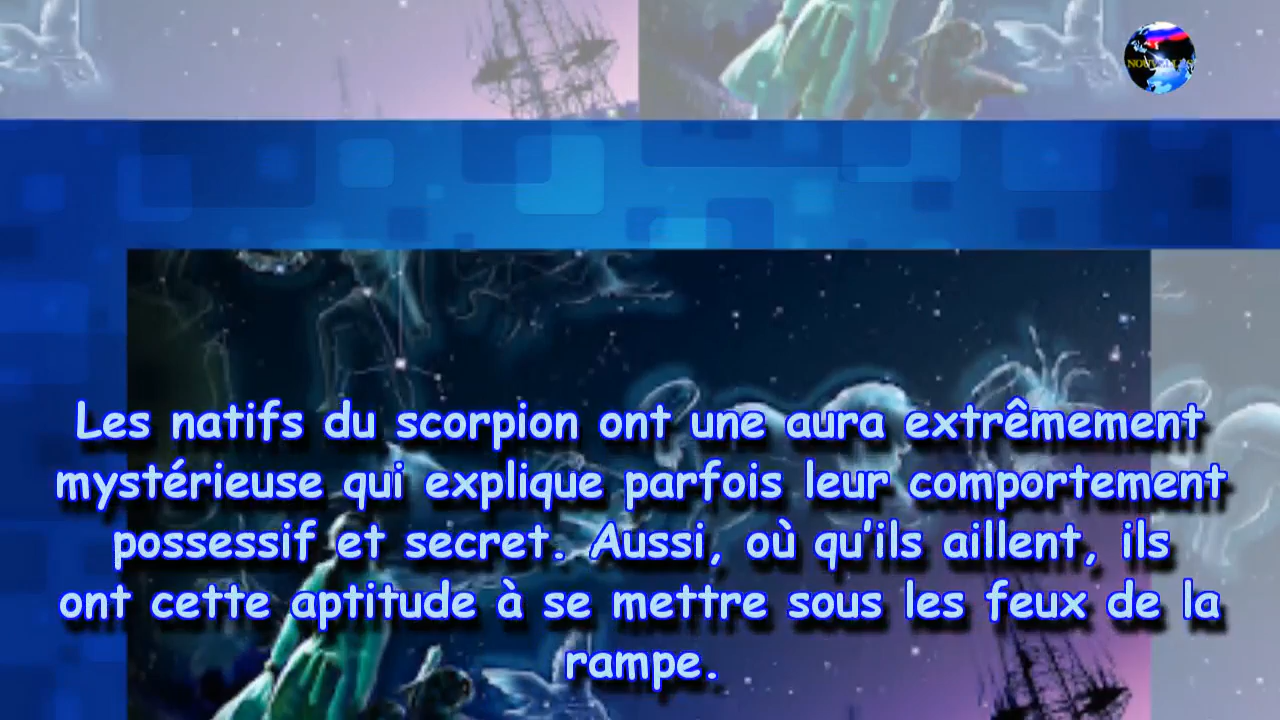 Les natifs du scorpion ont une aura extrêmement
mystérieuse qui explique parfois leur comportement
possessif et secret. Aussi, où qu'ils aillent, ils
ont cette aptitude à se mettre sous les feux de la
rampe.